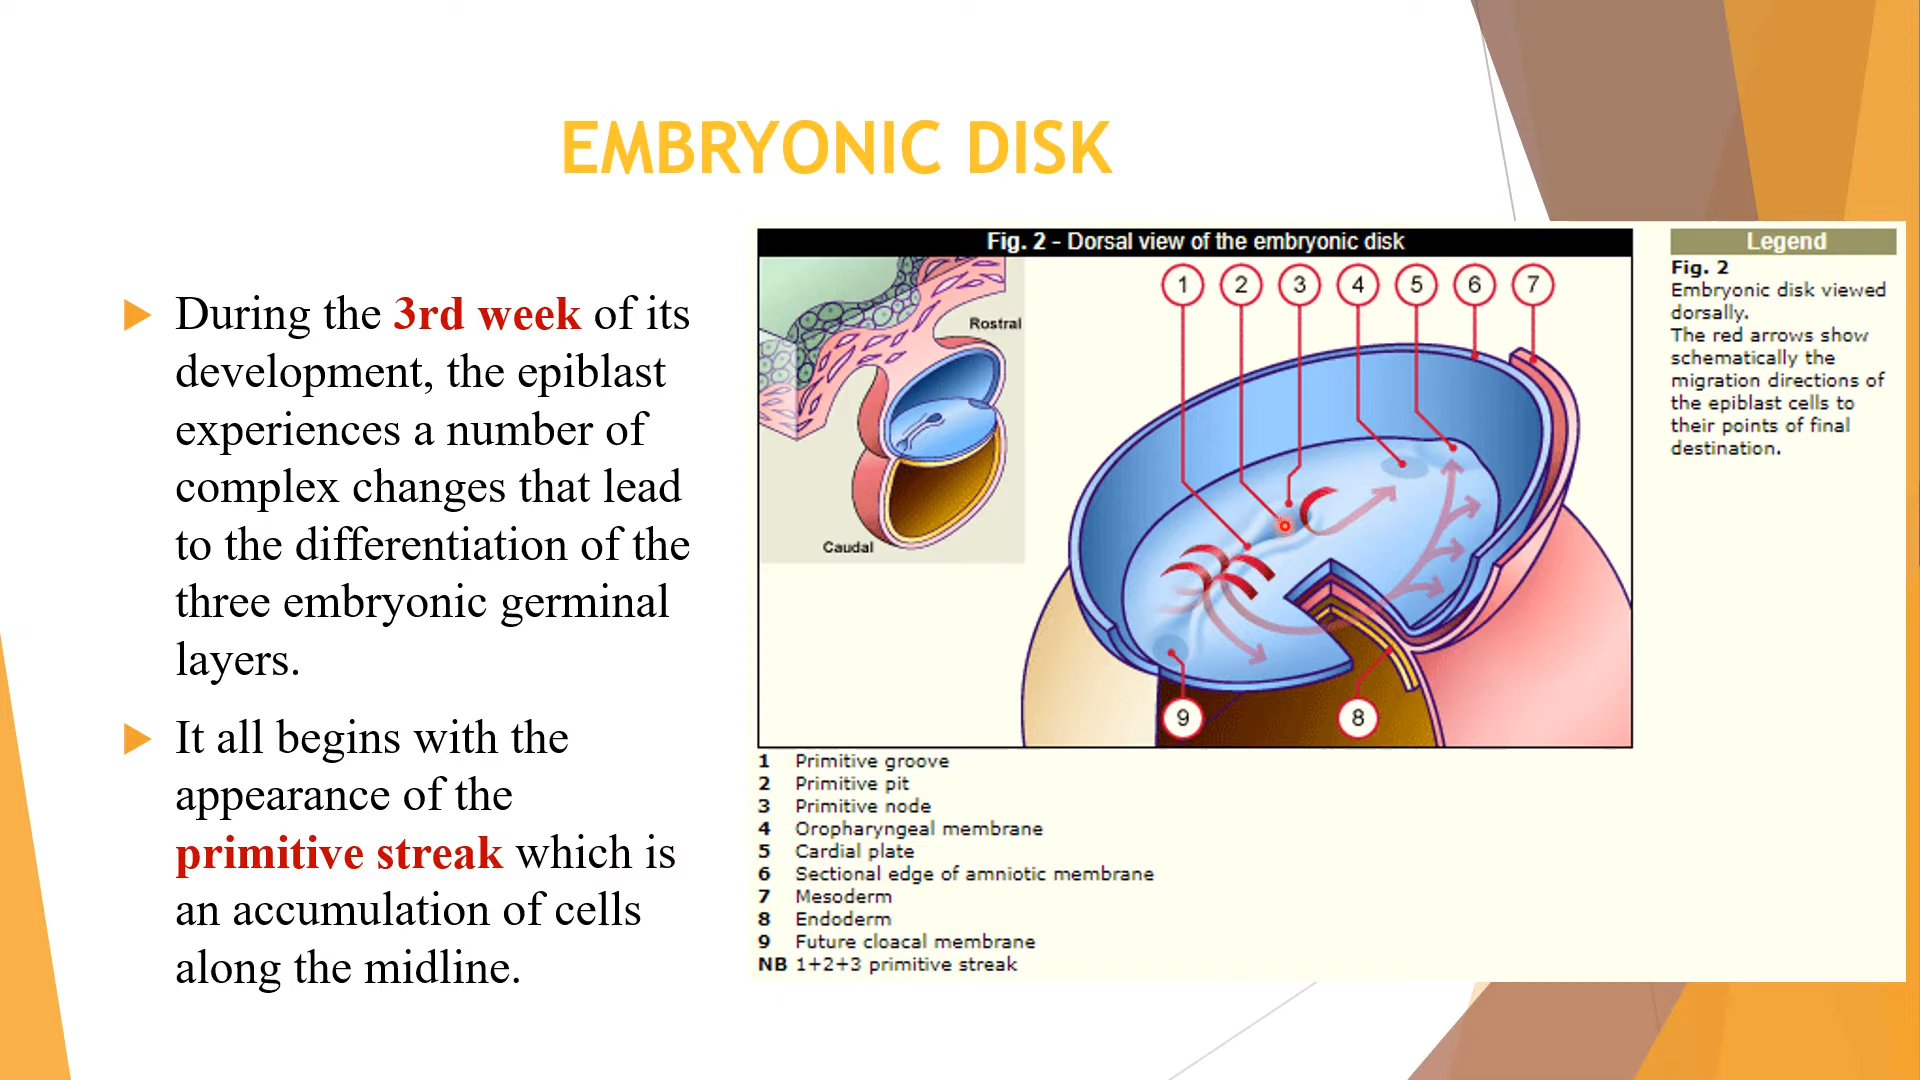 EMBRYONIC DISK
During the 3rd week of its
development, the epiblast
experiences a number of
complex changes that lead
to the differentiation of the
three embryonic germinal
layers.
It all begins with the
appearance of the
primitive streak which is
an accumulation of cells
along the midline.
Fig. 2 - Dorsal view of the embryonic disk
1 2 3 4 5 6 7
Rostral
Caudal
9 8
1 Primitive groove
2 Primitive pit
3 Primitive node
4 Oropharyngeal membrane
5 Cardial plate
6 Sectional edge of amniotic membrane
7 Mesoderm
8 Endoderm
9 Future cloacal membrane
NB 1+2+3 primitive streak
Legend
Fig. 2
Embryonic disk viewed
dorsally.
The red arrows show
schematically the
migration directions of
the epiblast cells to
their points of final
destination.